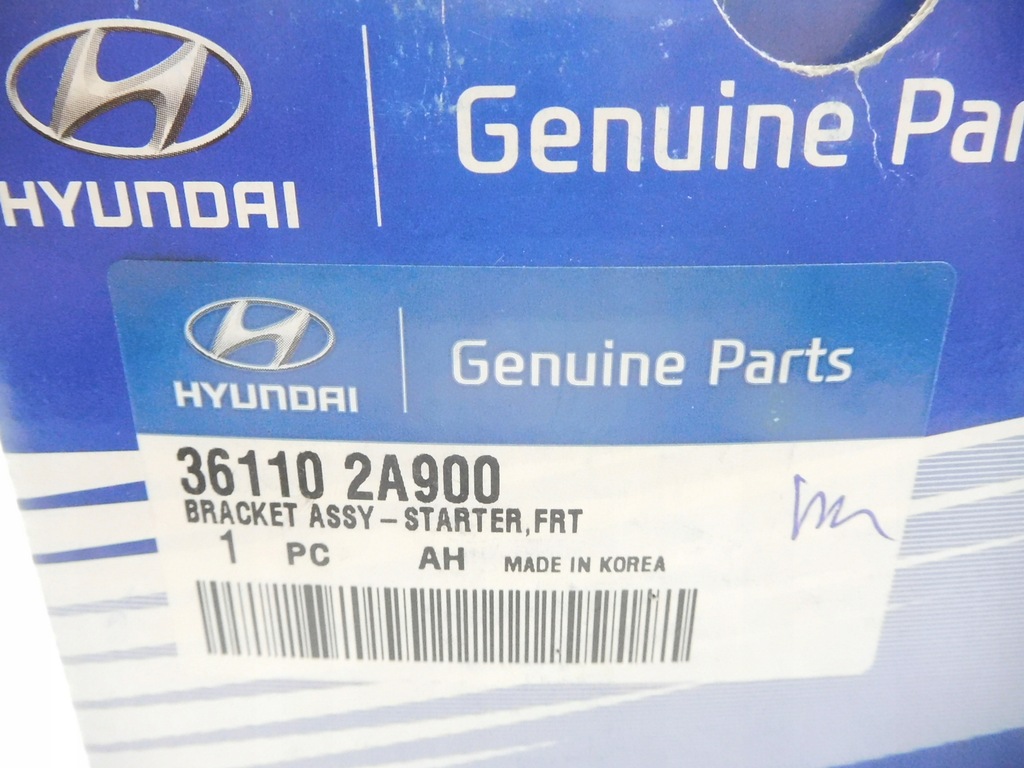 HYUNDAI
Genuine Par
HYUNDAI
Genuine Parts
36110 2A900
BRACKET ASSY-STARTER,FRT
1 PC AH MADE IN KOREA